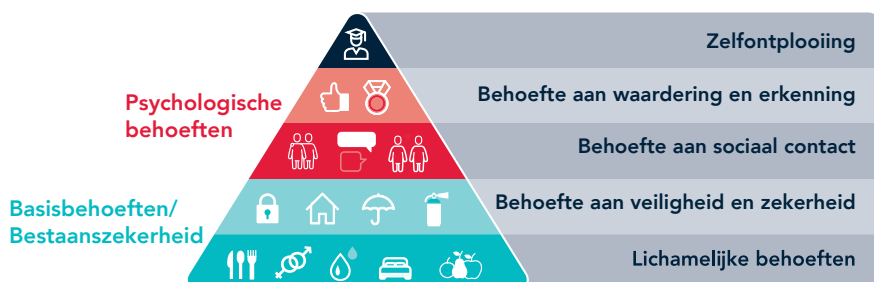 Zelfontplooiing
Psychologische
behoeften
Behoefte aan waardering en erkenning
Behoefte aan sociaal contact
Basisbehoeften/
Bestaanszekerheid
Behoefte aan veiligheid en zekerheid
Lichamelijke behoeften